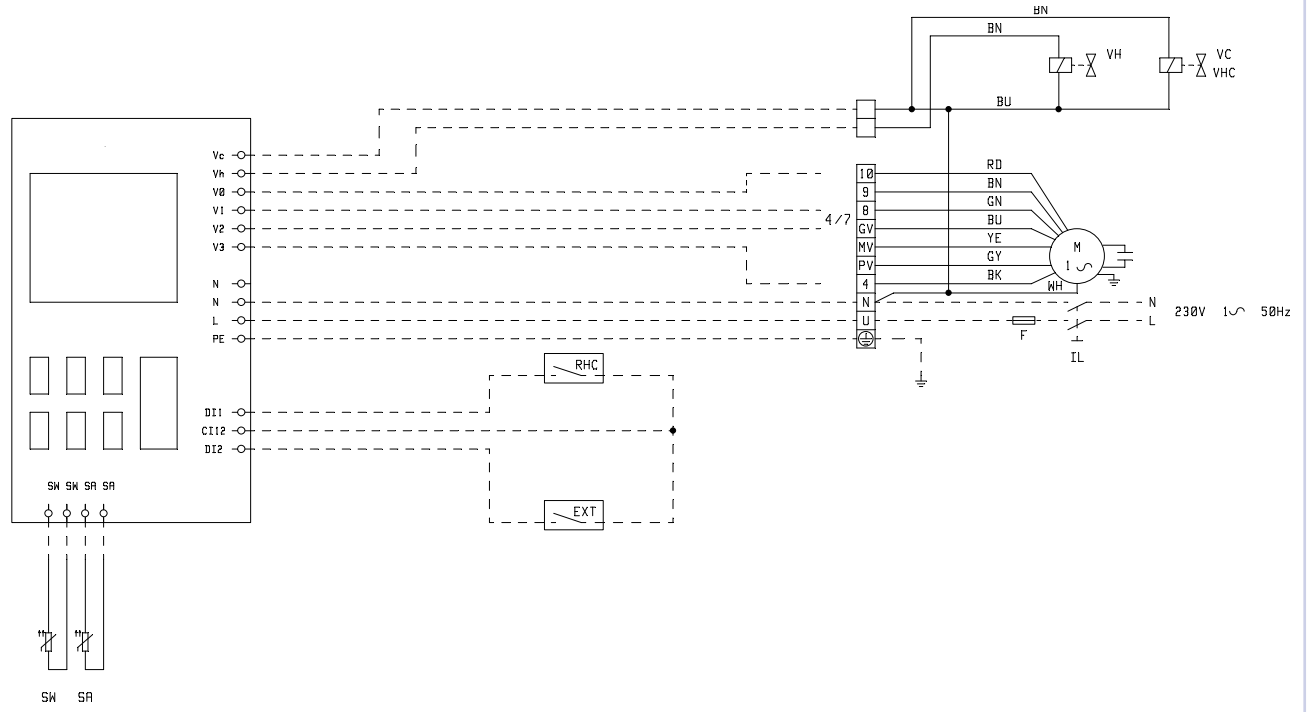 BN
BN
VH
VC
VHC
BU
Vc
Vh
V0
V1
V2
V3
N
N
L
PE
4/7
10
9
8
GV
MV
PV
4
N
U
RD
BN
GN
BU
YE
GY
BK
WH
M
1
N
L
230V 1 50Hz
F
IL
RHC
DI1
CI12
DI2
EXT
SW SW SA SA
SW SA